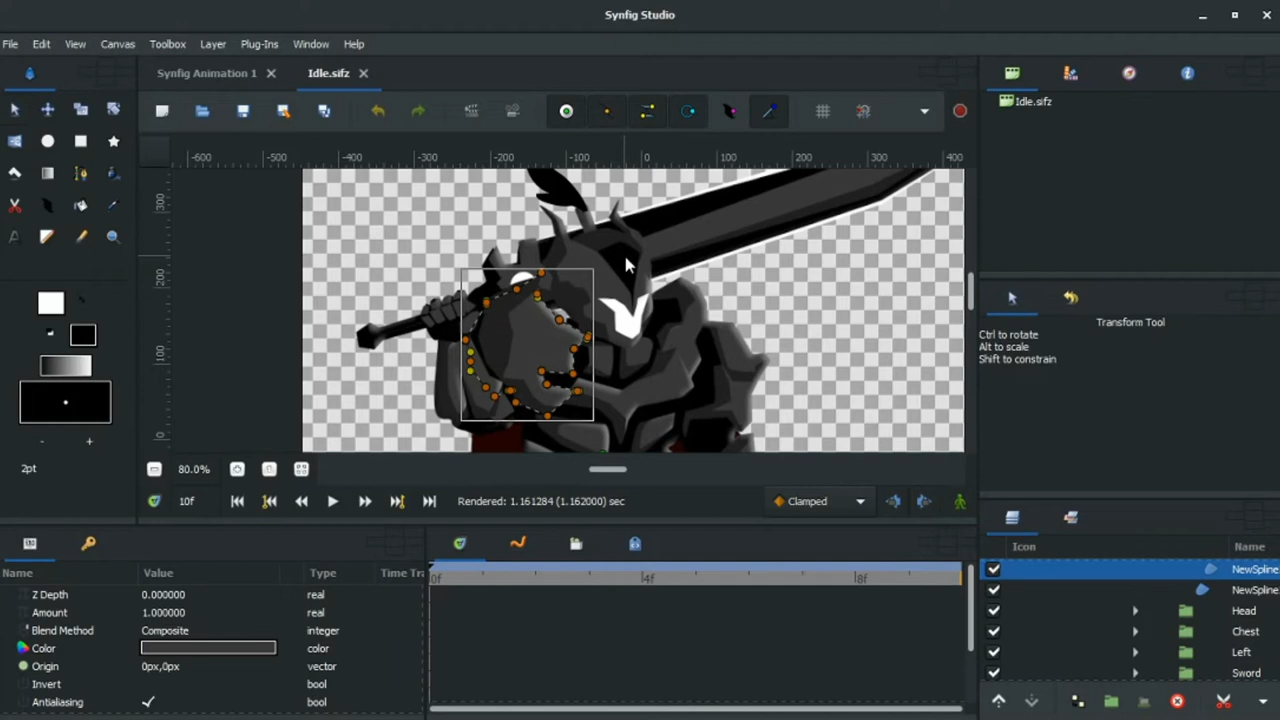 Synfig Studio
File Edit View Canvas Toolbox Layer Plug-Ins Window Help
Synfig Animation 1 Idle.sifz
Idle.sifz
-600 -500 -400 -300 -200 -100 0 100 200 300 400
300
200
100
0
Transform Tool
Ctrl to rotate
Alt to scale
Shift to constrain
- +
2pt
80.0%
10f Rendered: 1.161284 (1.162000) sec Clamped
Icon Name
NewSpline
NewSpline
Head
Chest
Left
Sword
Name Value Type Time Tra
Z Depth 0.000000 real
Amount 1.000000 real
Blend Method Composite integer
Color color
Origin 0px,0px vector
Invert bool
Antialiasing bool
0f 4f 8f